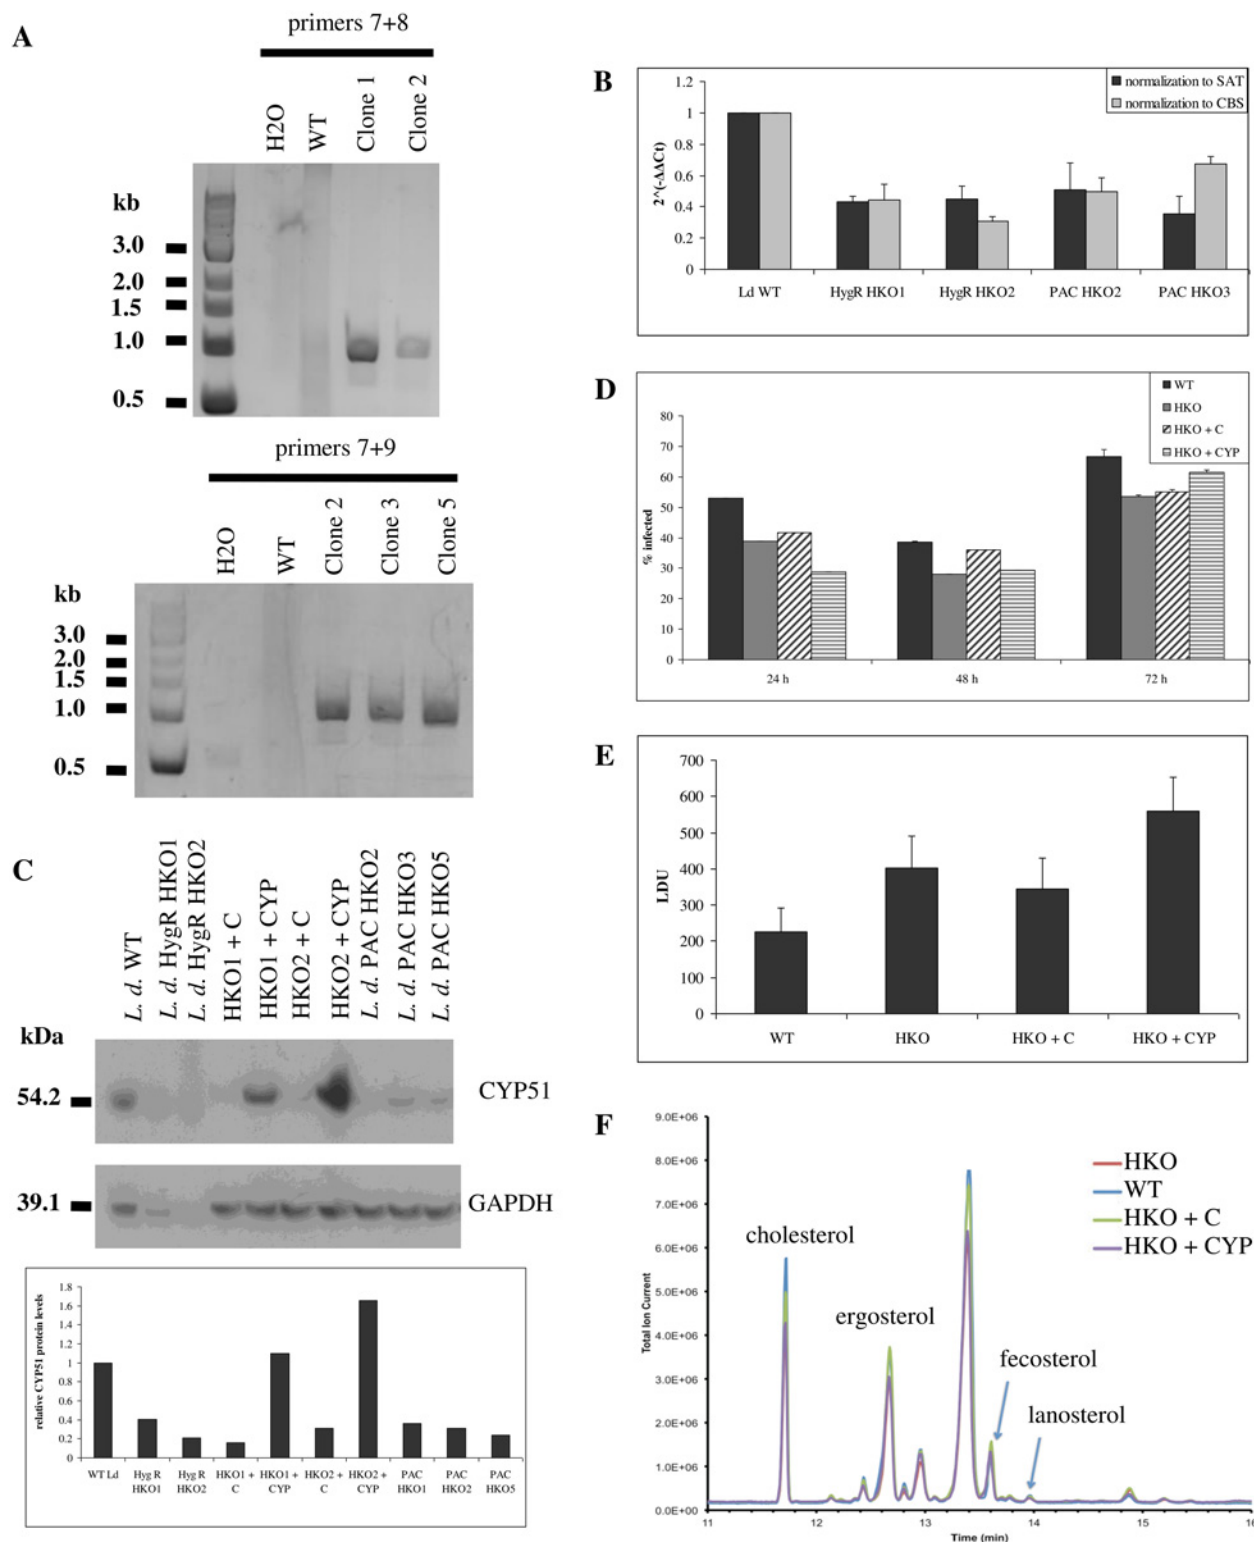 A
primers 7+8
H2O
WT
Clone 1
Clone 2
kb
3.0
2.0
1.5
1.0
0.5
primers 7+9
H2O
WT
Clone 2
Clone 3
Clone 5
kb
3.0
2.0
1.5
1.0
0.5
B
normalization to SAT
normalization to CBS
2^(-ΔΔCt)
1.2
1
0.8
0.6
0.4
0.2
0
Ld WT
HygR HKO1
HygR HKO2
PAC HKO2
PAC HKO3
C
L. d. WT
L. d. HygR HKO1
L. d. HygR HKO2
HKO1 + C
HKO1 + CYP
HKO2 + C
HKO2 + CYP
L. d. PAC HKO2
L. d. PAC HKO3
L. d. PAC HKO5
kDa
54.2
CYP51
39.1
GAPDH
relative CYP51 protein levels
1.8
1.6
1.4
1.2
1
0.8
0.6
0.4
0.2
0
WT Ld
Hyg R
HKO1
Hyg R
HKO2
HKO1 +
C
HKO1 +
CYP
HKO2 +
C
HKO2 +
CYP
PAC
HKO1
PAC
HKO2
PAC
HKO5
D
WT
HKO
HKO + C
HKO + CYP
% infected
80
70
60
50
40
30
20
10
0
24 h
48 h
72 h
E
LDU
700
600
500
400
300
200
100
0
WT
HKO
HKO + C
HKO + CYP
F
Total Ion Current
9.0E+06
8.0E+06
7.0E+06
6.0E+06
5.0E+06
4.0E+06
3.0E+06
2.0E+06
1.0E+06
0.0E+00
HKO
WT
HKO + C
HKO + CYP
cholesterol
ergosterol
fecosterol
lanosterol
11
12
13
14
15
16
Time (min)